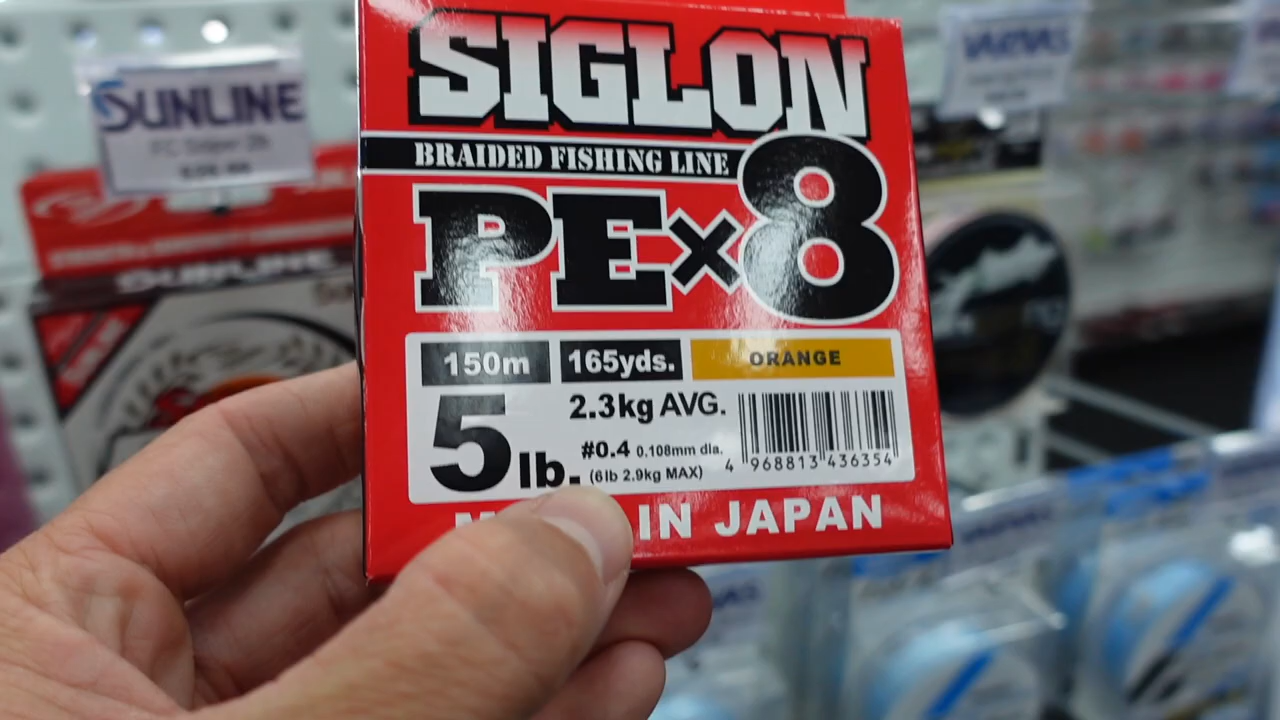 SIGLON
BRAIDED FISHING LINE
PE×8
150m 165yds. ORANGE
5lb.
2.3kg AVG.
#0.4 0.108mm dia.
(6lb 2.9kg MAX)
4 968813 436354
IN JAPAN
SUNLINE
SUNLINE
VARIVAS